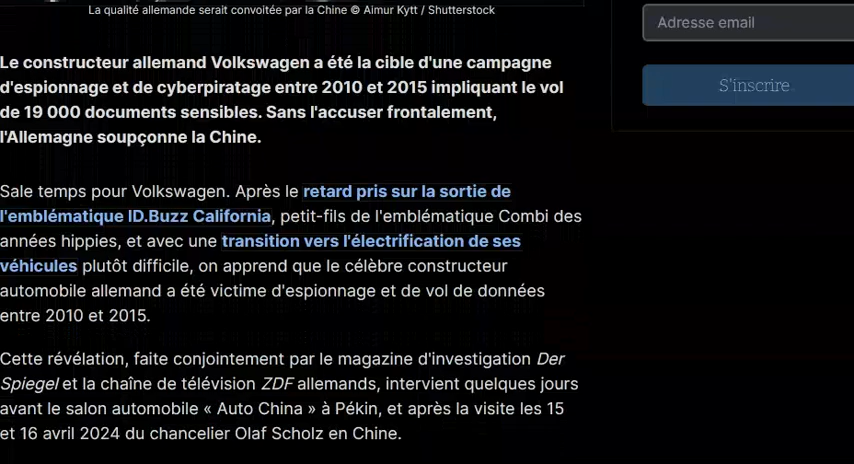 La qualité allemande serait convoitée par la Chine © Aimur Kytt / Shutterstock
Le constructeur allemand Volkswagen a été la cible d'une campagne
d'espionnage et de cyberpiratage entre 2010 et 2015 impliquant le vol
de 19 000 documents sensibles. Sans l'accuser frontalement,
l'Allemagne soupçonne la Chine.
Sale temps pour Volkswagen. Après le retard pris sur la sortie de
l'emblématique ID.Buzz California, petit-fils de l'emblématique Combi des
années hippies, et avec une transition vers l'électrification de ses
véhicules plutôt difficile, on apprend que le célèbre constructeur
automobile allemand a été victime d'espionnage et de vol de données
entre 2010 et 2015.
Cette révélation, faite conjointement par le magazine d'investigation Der
Spiegel et la chaîne de télévision ZDF allemands, intervient quelques jours
avant le salon automobile « Auto China » à Pékin, et après la visite les 15
et 16 avril 2024 du chancelier Olaf Scholz en Chine.
Adresse email
S'inscrire